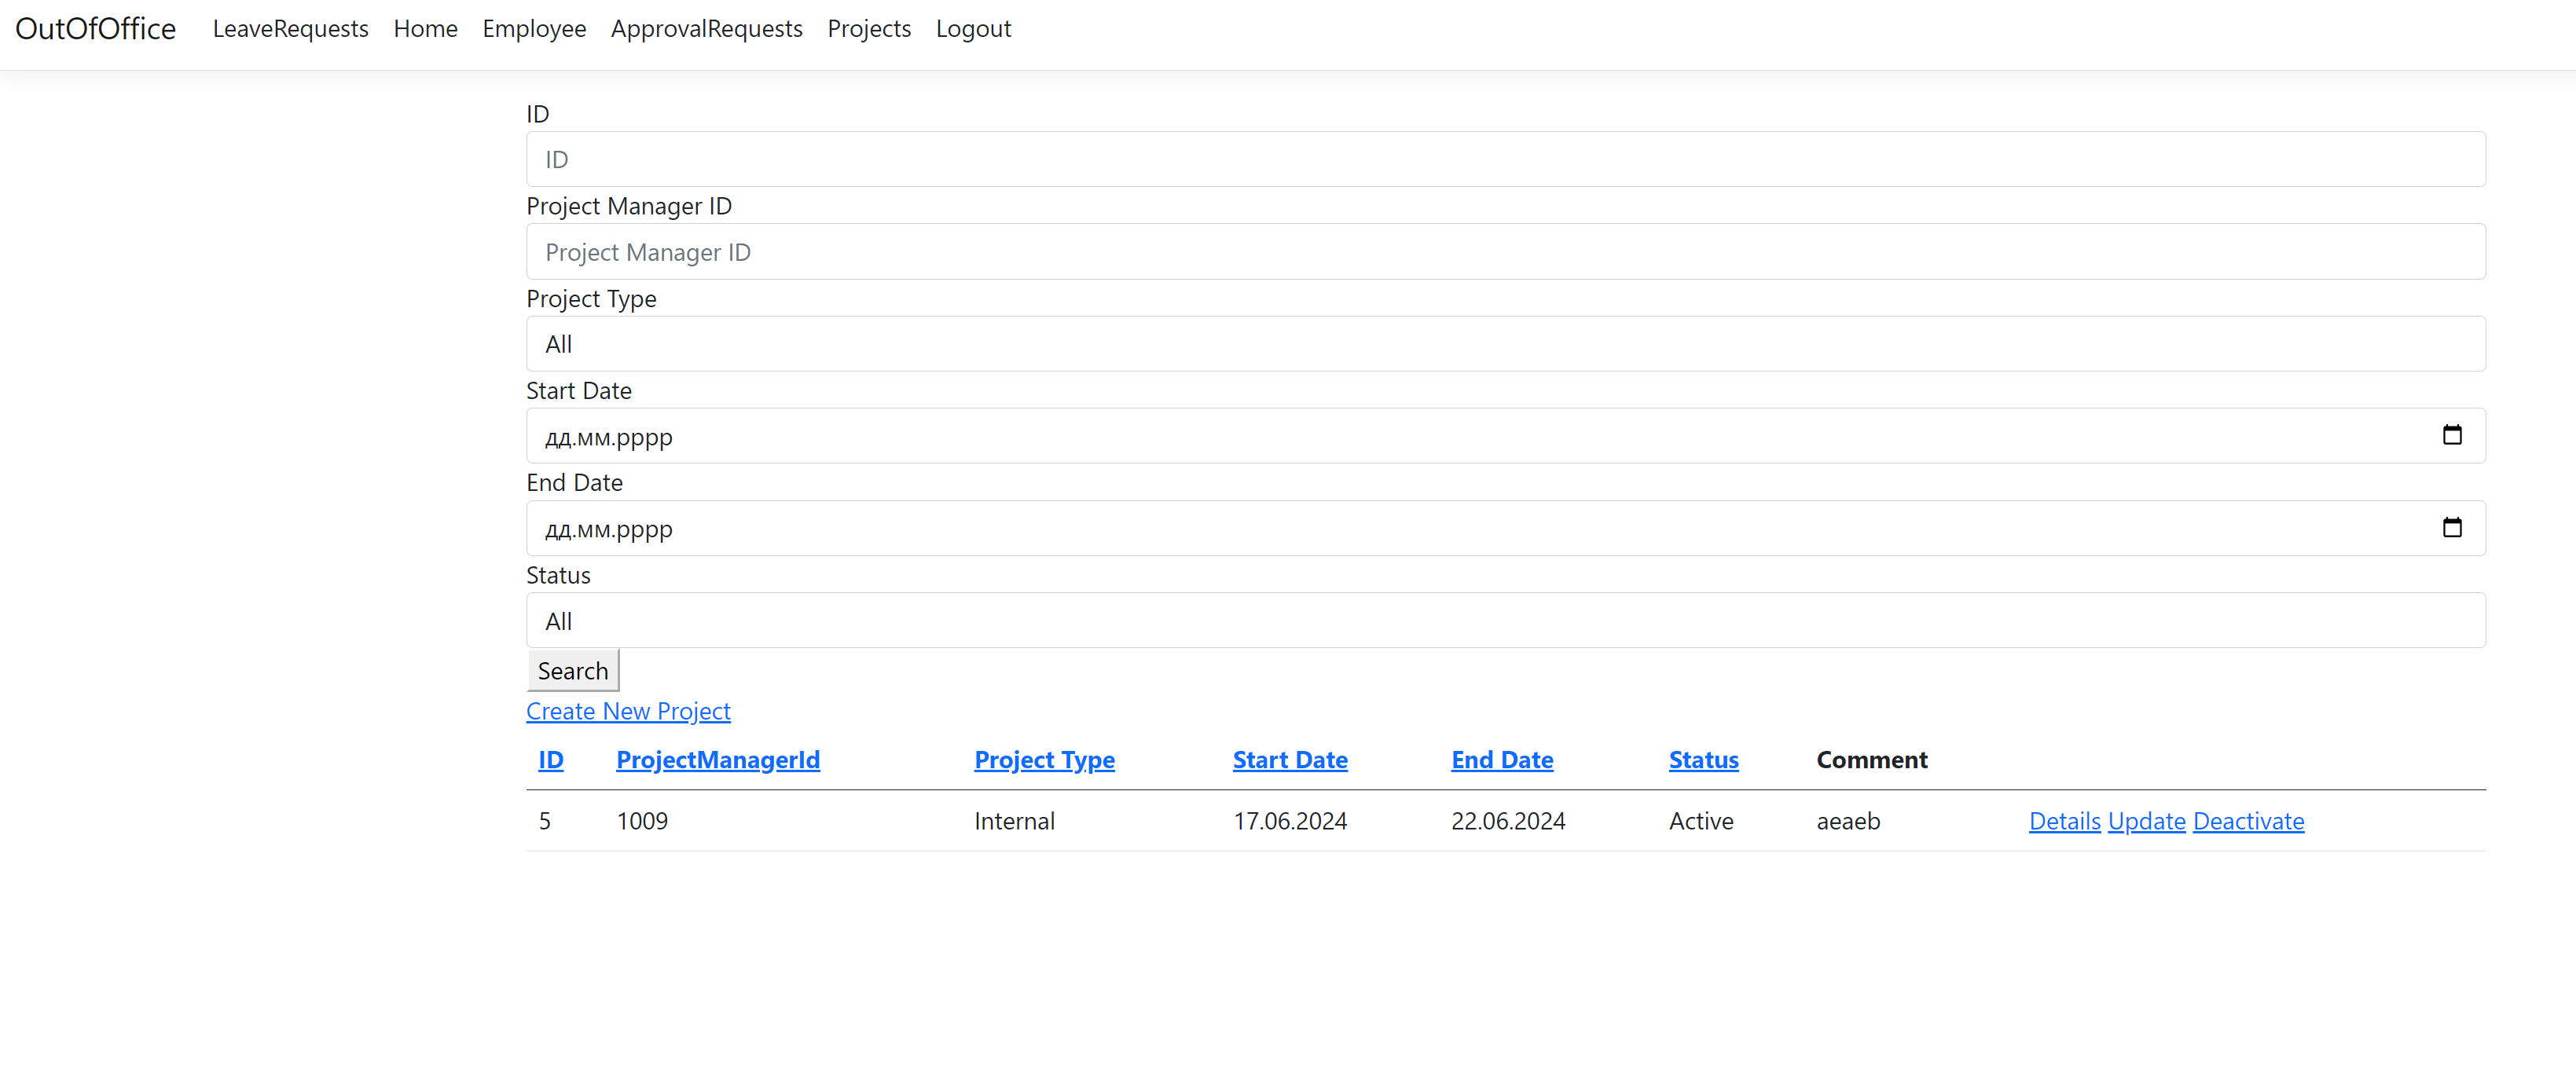 OutOfOffice LeaveRequests Home Employee ApprovalRequests Projects Logout
ID
ID
Project Manager ID
Project Manager ID
Project Type
All
Start Date
дд.мм.рррр
End Date
дд.мм.рррр
Status
All
Search
Create New Project
ID ProjectManagerId Project Type Start Date End Date Status Comment
5 1009 Internal 17.06.2024 22.06.2024 Active aeaeb Details Update Deactivate